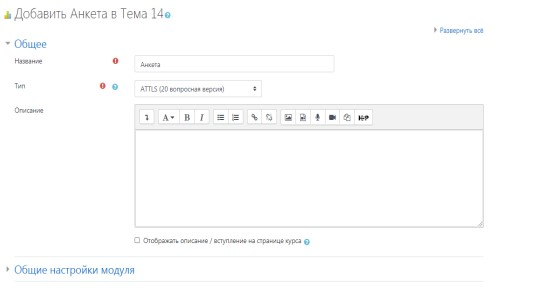 Добавить Анкета в Тема 14
Развернуть всё
Общее
Название
Анкета
Тип
ATTLS (20 вопросная версия)
Описание
A B I H-P
Отображать описание / вступление на странице курса
Общие настройки модуля